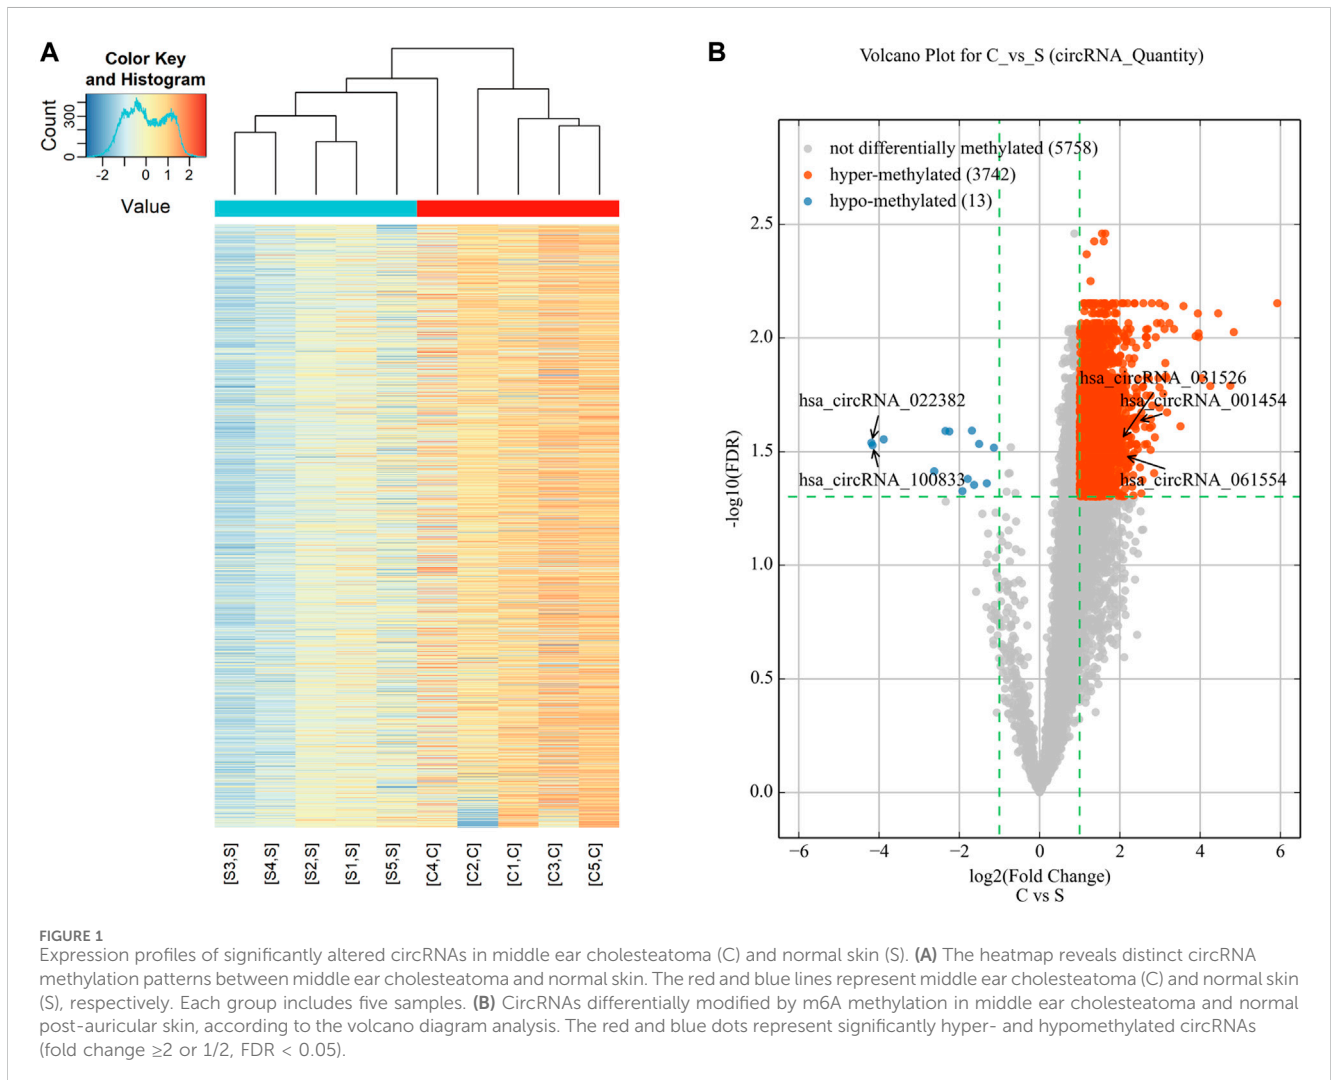 A
Color Key
and Histogram
Count
0
300
-2
0
1
2
Value
[S3,S]
[S4,S]
[S2,S]
[S1,S]
[S5,S]
[C4,C]
[C2,C]
[C1,C]
[C3,C]
[C5,C]
B
Volcano Plot for C_vs_S (circRNA_Quantity)
not differentially methylated (5758)
hyper-methylated (3742)
hypo-methylated (13)
2.5
2.0
1.5
1.0
0.5
0.0
-log10(FDR)
hsa_circRNA_031526
hsa_circRNA_022382
hsa_circRNA_001454
hsa_circRNA_100833
hsa_circRNA_061554
−6
−4
−2
0
2
4
6
log2(Fold Change)
C vs S
FIGURE 1
Expression profiles of significantly altered circRNAs in middle ear cholesteatoma (C) and normal skin (S). (A) The heatmap reveals distinct circRNA
methylation patterns between middle ear cholesteatoma and normal skin. The red and blue lines represent middle ear cholesteatoma (C) and normal skin
(S), respectively. Each group includes five samples. (B) CircRNAs differentially modified by m6A methylation in middle ear cholesteatoma and normal
post-auricular skin, according to the volcano diagram analysis. The red and blue dots represent significantly hyper- and hypomethylated circRNAs
(fold change ≥2 or 1/2, FDR < 0.05).